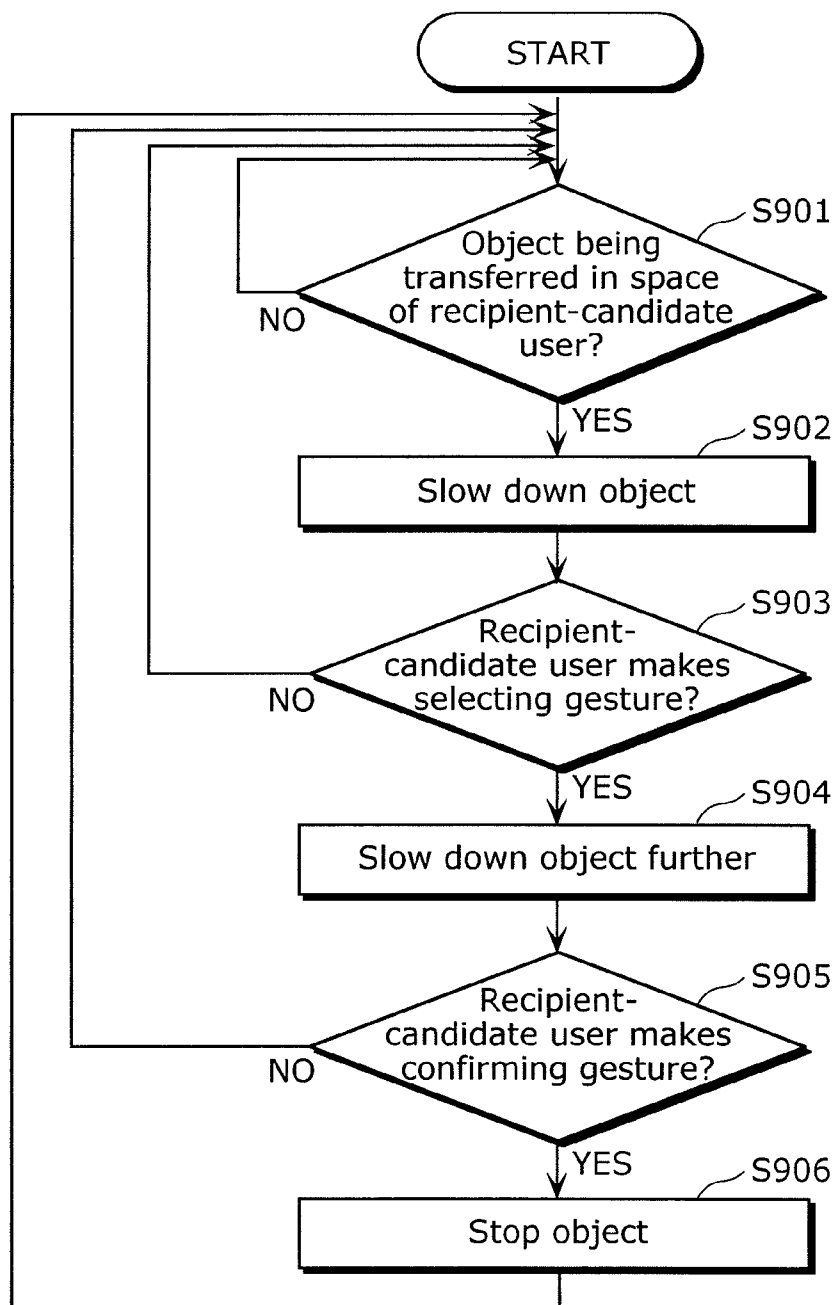 START
S901
Object being
transferred in space
of recipient-candidate
user?
NO
YES
S902
Slow down object
S903
Recipient-
candidate user makes
selecting gesture?
NO
YES
S904
Slow down object further
S905
Recipient-
candidate user makes
confirming gesture?
NO
YES
S906
Stop object